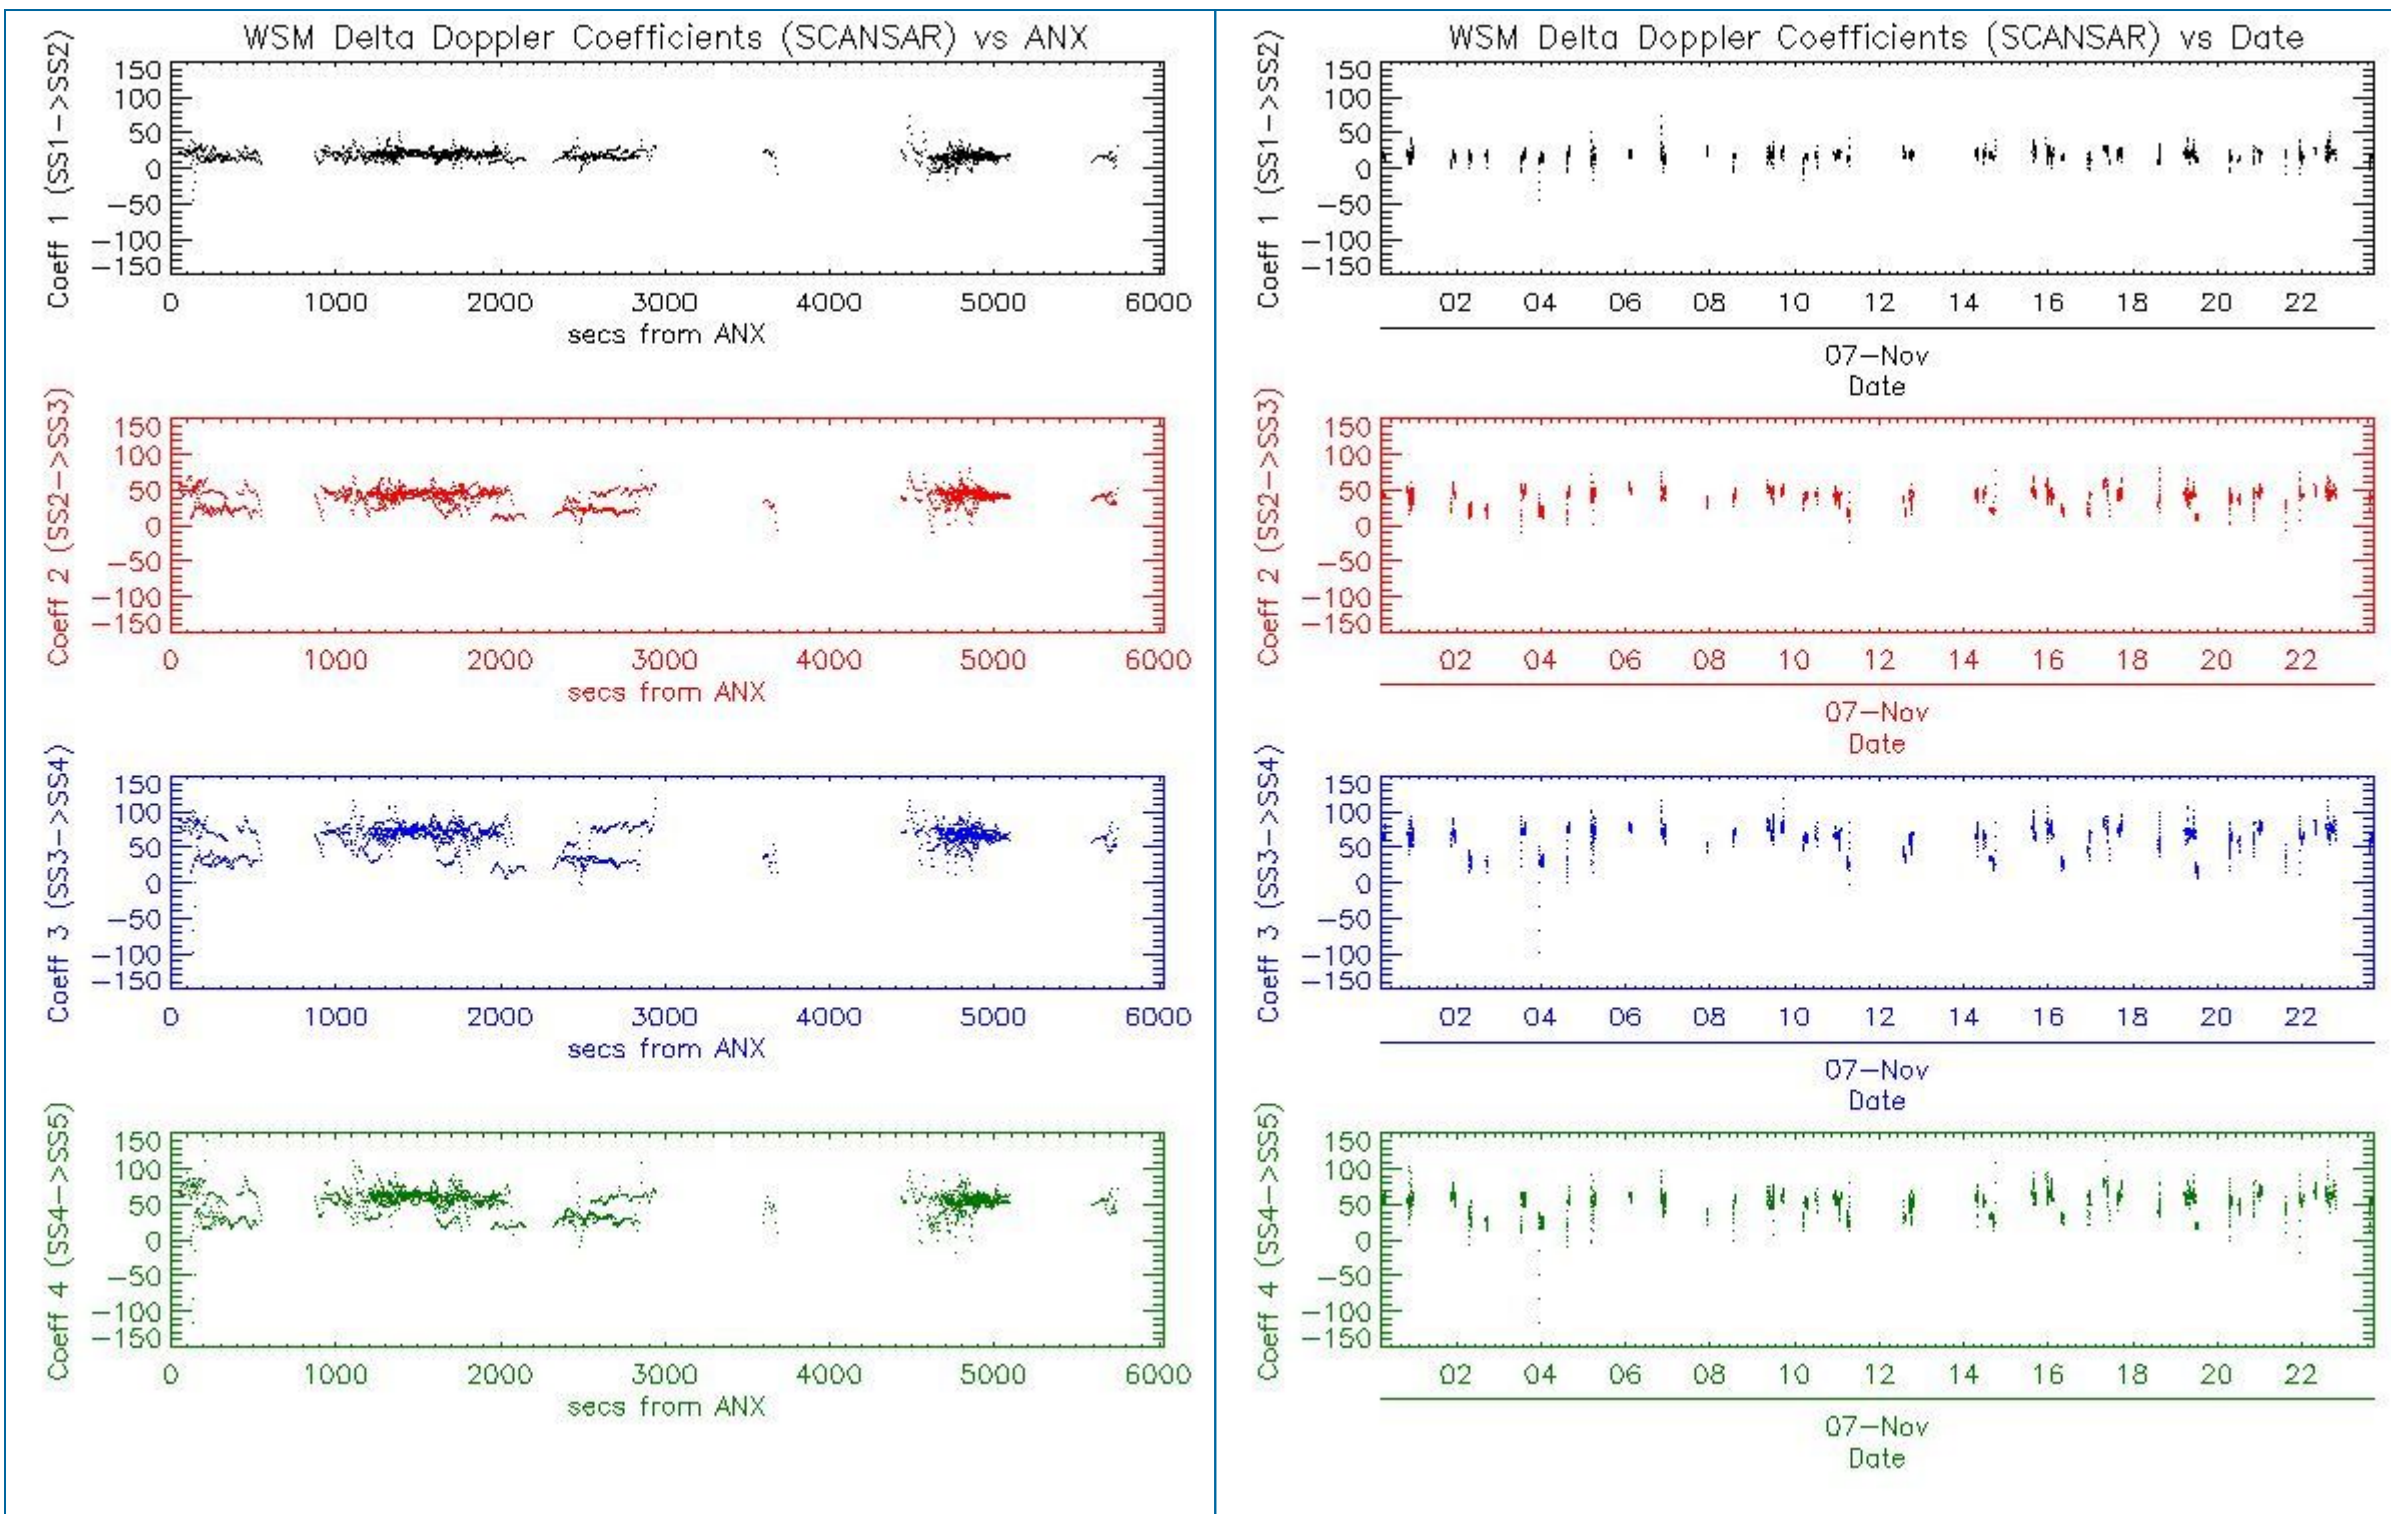 WSM Delta Doppler Coefficients (SCANSAR) vs ANX
Coeff 1 (SS1->SS2)
150
100
50
0
-50
-100
-150
0 1000 2000 3000 4000 5000 6000
secs from ANX
Coeff 2 (SS2->SS3)
150
100
50
0
-50
-100
-150
0 1000 2000 3000 4000 5000 6000
secs from ANX
Coeff 3 (SS3->SS4)
150
100
50
0
-50
-100
-150
0 1000 2000 3000 4000 5000 6000
secs from ANX
Coeff 4 (SS4->SS5)
150
100
50
0
-50
-100
-150
0 1000 2000 3000 4000 5000 6000
secs from ANX
WSM Delta Doppler Coefficients (SCANSAR) vs Date
Coeff 1 (SS1->SS2)
150
100
50
0
-50
-100
-150
02 04 06 08 10 12 14 16 18 20 22
07-Nov
Date
Coeff 2 (SS2->SS3)
150
100
50
0
-50
-100
-150
02 04 06 08 10 12 14 16 18 20 22
07-Nov
Date
Coeff 3 (SS3->SS4)
150
100
50
0
-50
-100
-150
02 04 06 08 10 12 14 16 18 20 22
07-Nov
Date
Coeff 4 (SS4->SS5)
150
100
50
0
-50
-100
-150
02 04 06 08 10 12 14 16 18 20 22
07-Nov
Date